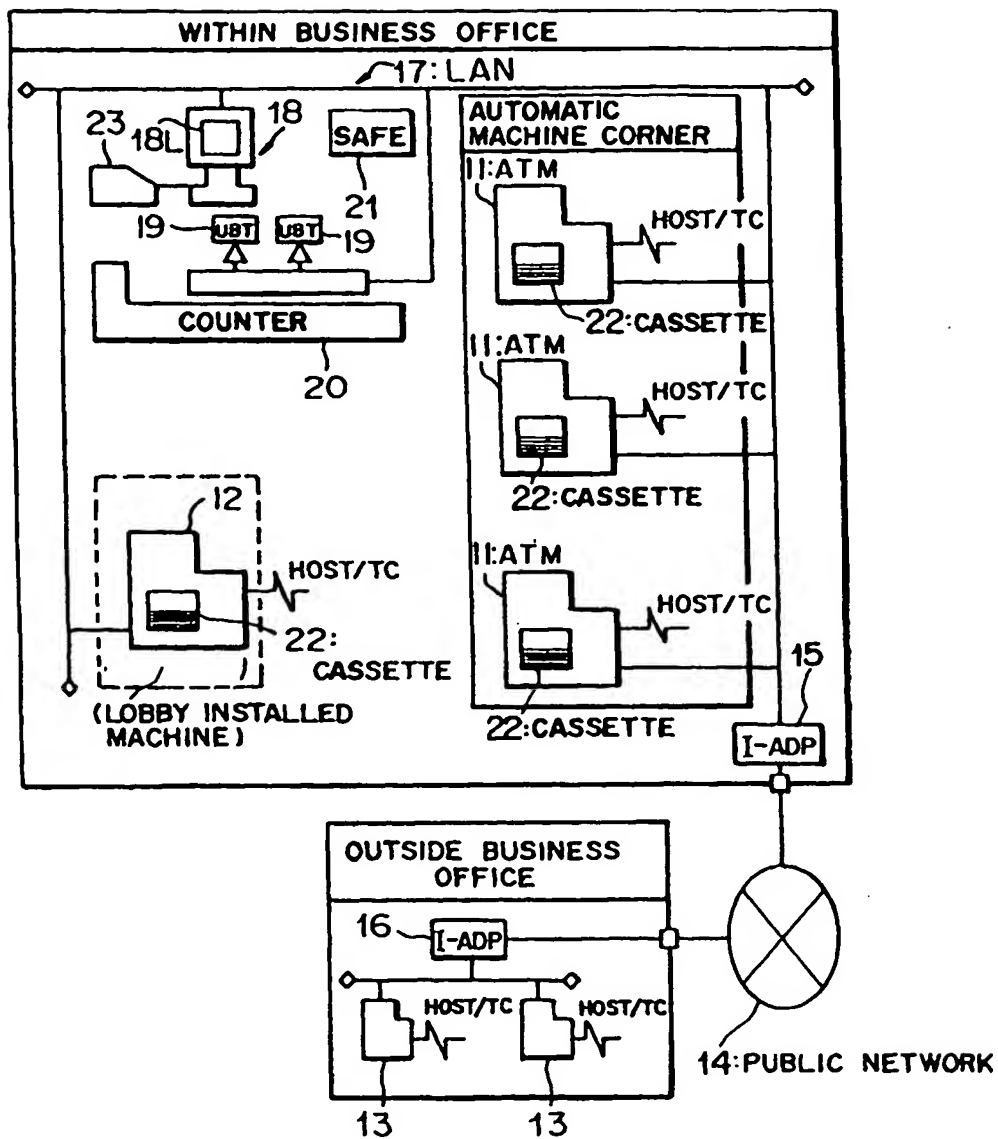 WITHIN BUSINESS OFFICE
17:LAN
23
18L
18
SAFE
21
19
UBT
UBT
19
COUNTER
20
AUTOMATIC
MACHINE CORNER
11:ATM
HOST/TC
22:CASSETTE
11:ATM
HOST/TC
22:CASSETTE
11:ATM
HOST/TC
22:CASSETTE
12
HOST/TC
22:
CASSETTE
(LOBBY INSTALLED
MACHINE)
15
I-ADP
OUTSIDE BUSINESS
OFFICE
16
I-ADP
HOST/TC
HOST/TC
13
13
14:PUBLIC NETWORK